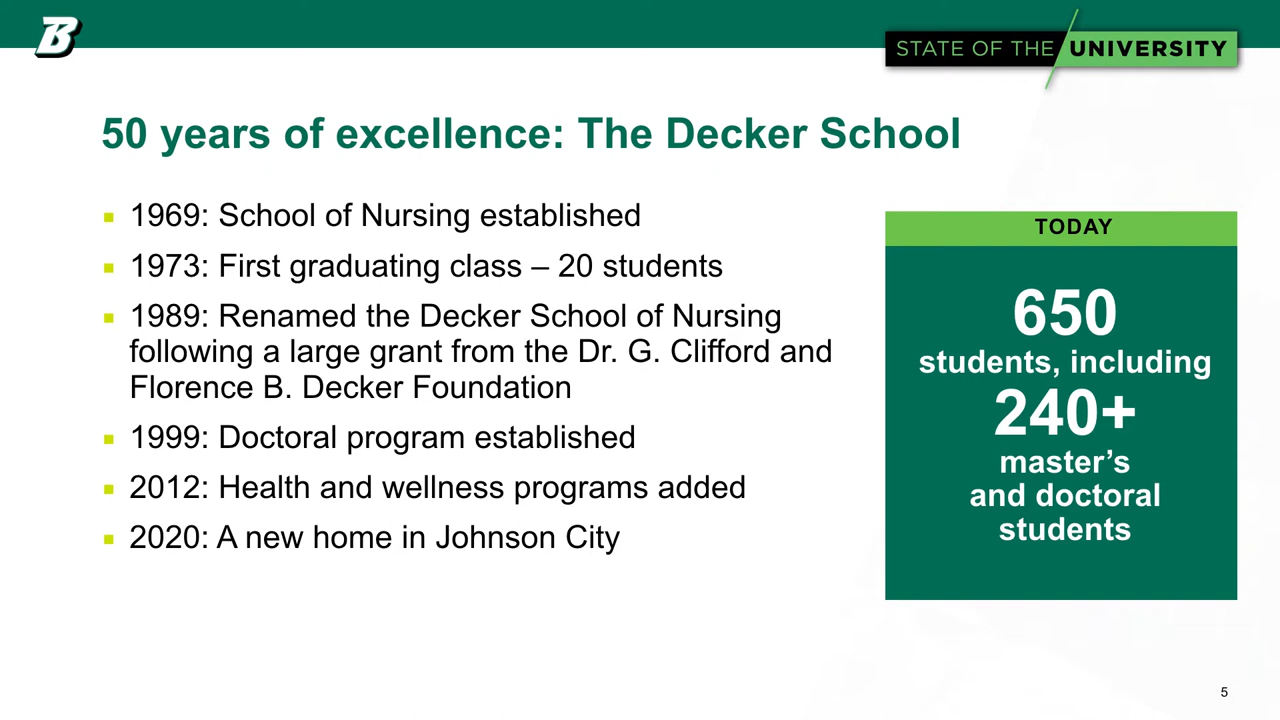 B
STATE OF THE UNIVERSITY
50 years of excellence: The Decker School
1969: School of Nursing established
1973: First graduating class – 20 students
1989: Renamed the Decker School of Nursing
following a large grant from the Dr. G. Clifford and
Florence B. Decker Foundation
1999: Doctoral program established
2012: Health and wellness programs added
2020: A new home in Johnson City
TODAY
650
students, including
240+
master’s
and doctoral
students
5